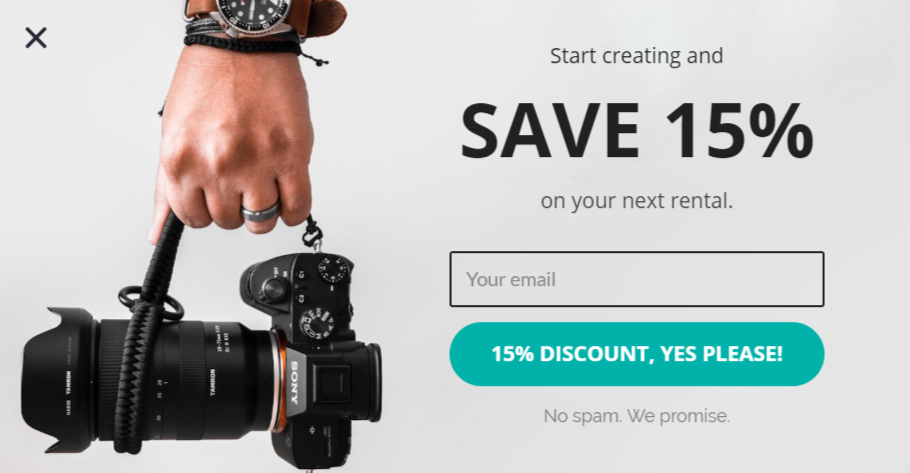 Start creating and
SAVE 15%
on your next rental.
Your email
15% DISCOUNT, YES PLEASE!
No spam. We promise.
SONY
TAMRON
TAMRON